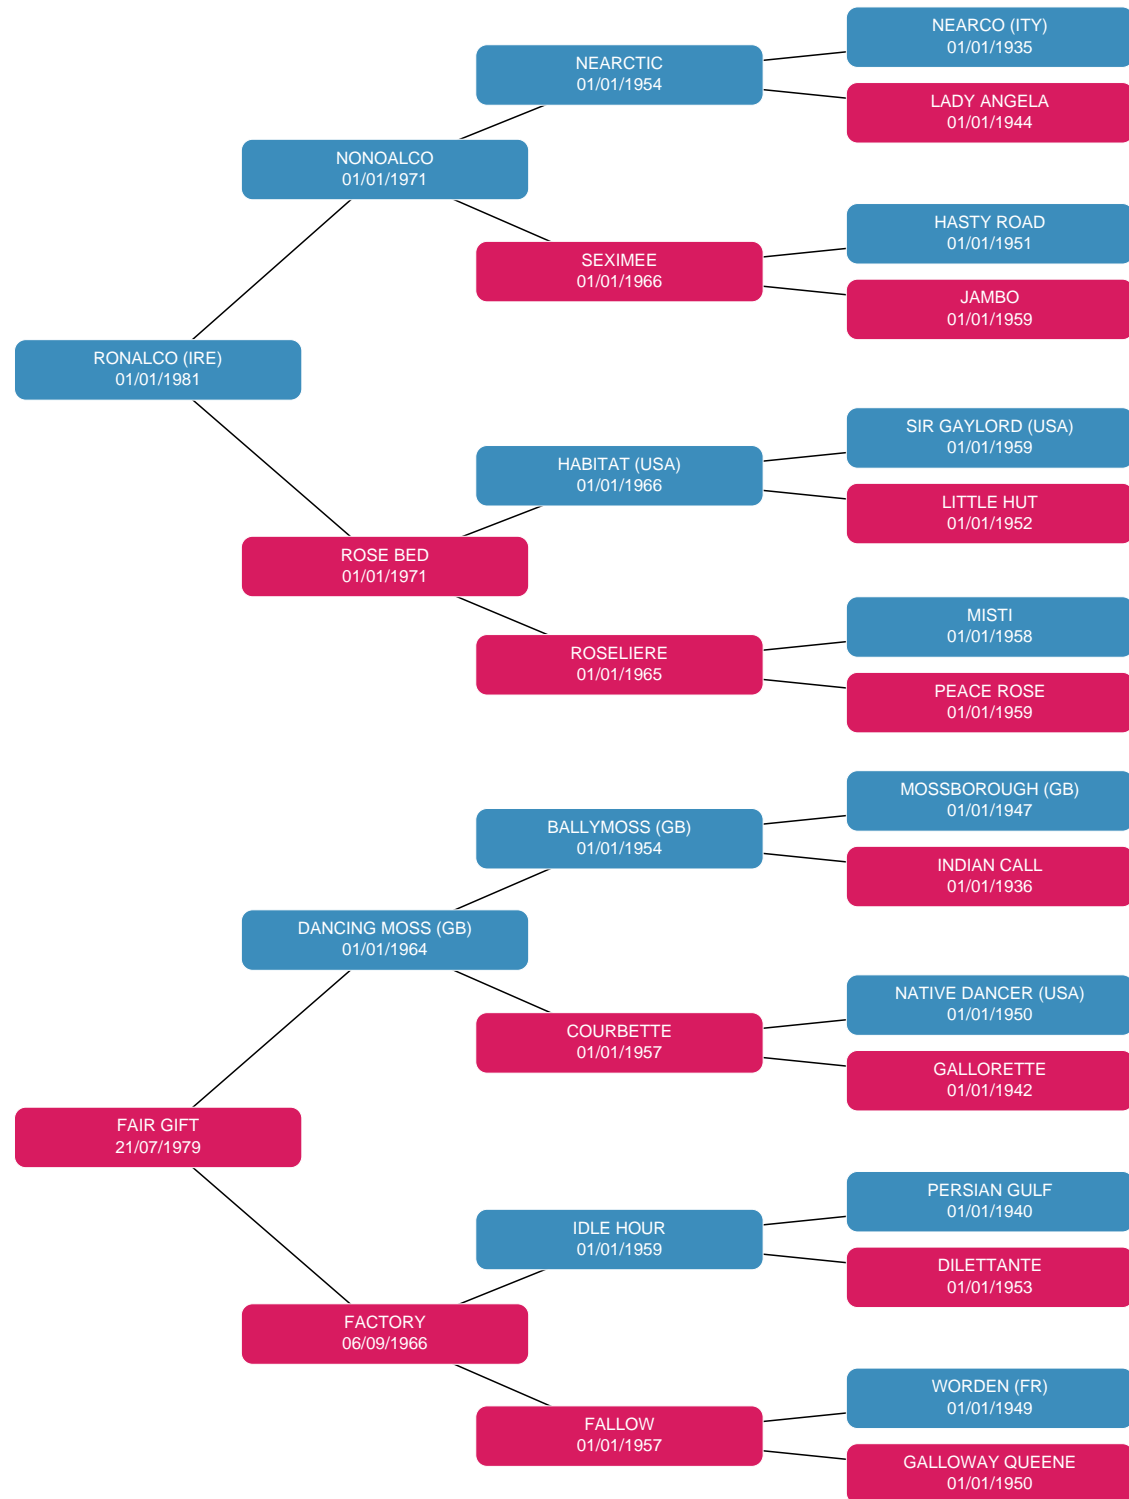 NEARCO (ITY)
01/01/1935
NEARCTIC
01/01/1954
LADY ANGELA
01/01/1944
NONOALCO
01/01/1971
HASTY ROAD
01/01/1951
SEXIMEE
01/01/1966
JAMBO
01/01/1959
RONALCO (IRE)
01/01/1981
SIR GAYLORD (USA)
01/01/1959
HABITAT (USA)
01/01/1966
LITTLE HUT
01/01/1952
ROSE BED
01/01/1971
MISTI
01/01/1958
ROSELIERE
01/01/1965
PEACE ROSE
01/01/1959
MOSSBOROUGH (GB)
01/01/1947
BALLYMOSS (GB)
01/01/1954
INDIAN CALL
01/01/1936
DANCING MOSS (GB)
01/01/1964
NATIVE DANCER (USA)
01/01/1950
COURBETTE
01/01/1957
GALLORETTE
01/01/1942
FAIR GIFT
21/07/1979
PERSIAN GULF
01/01/1940
IDLE HOUR
01/01/1959
DILETTANTE
01/01/1953
FACTORY
06/09/1966
WORDEN (FR)
01/01/1949
FALLOW
01/01/1957
GALLOWAY QUEENE
01/01/1950